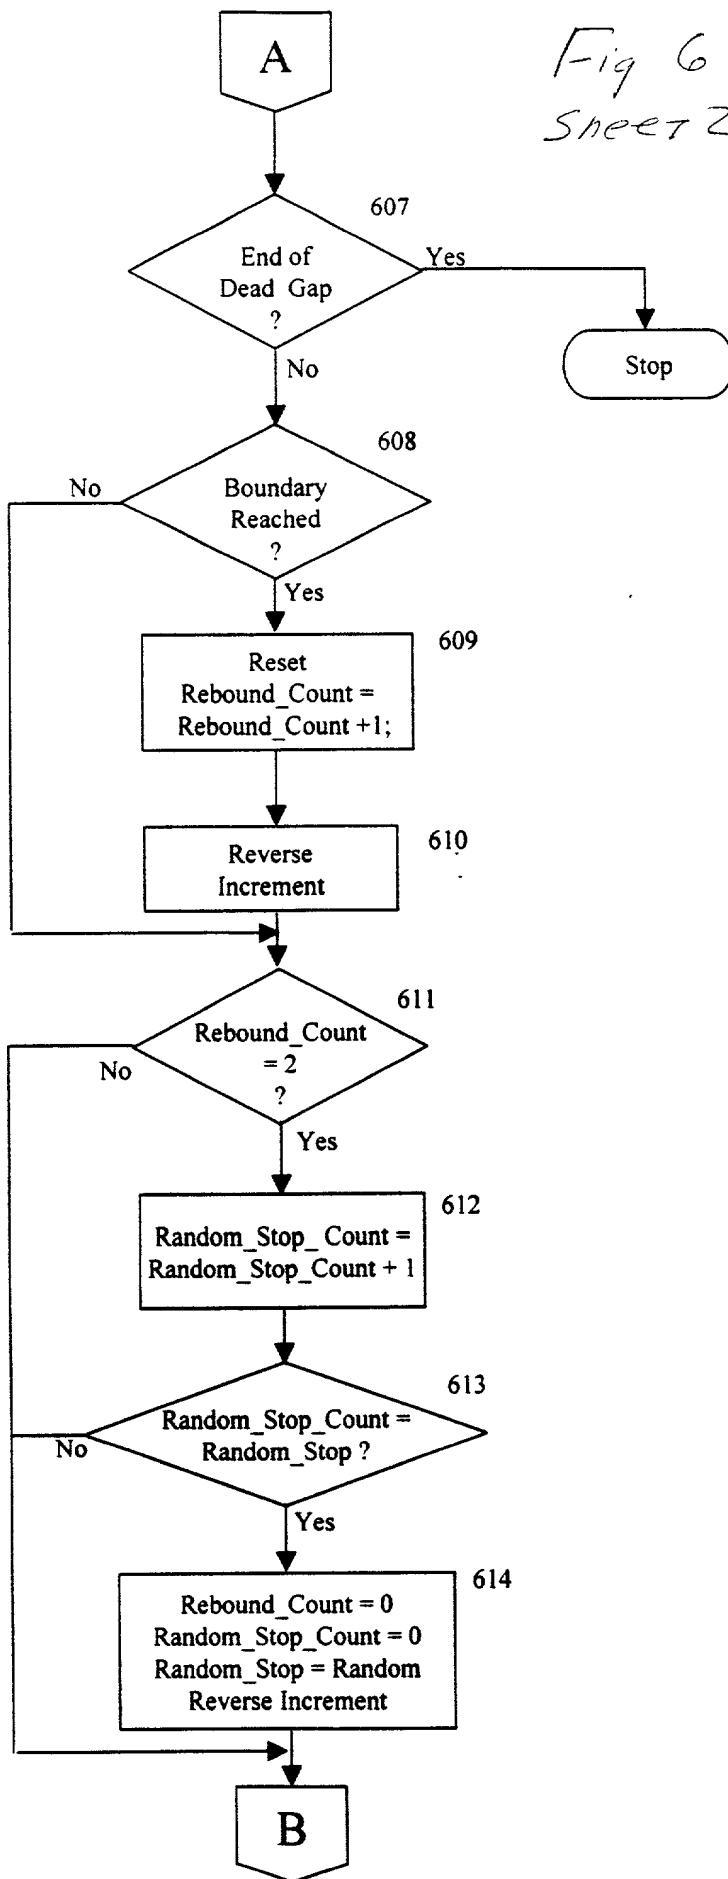 A
Fig 6
Sheet 2
607
End of
Dead Gap
?
Yes
Stop
No
608
Boundary
Reached
?
No
Yes
609
Reset
Rebound_Count =
Rebound_Count +1;
610
Reverse
Increment
611
Rebound_Count
= 2
?
No
Yes
612
Random_Stop_ Count =
Random_Stop_Count + 1
613
Random_Stop_Count =
Random_Stop ?
No
Yes
614
Rebound_Count = 0
Random_Stop_Count = 0
Random_Stop = Random
Reverse Increment
B